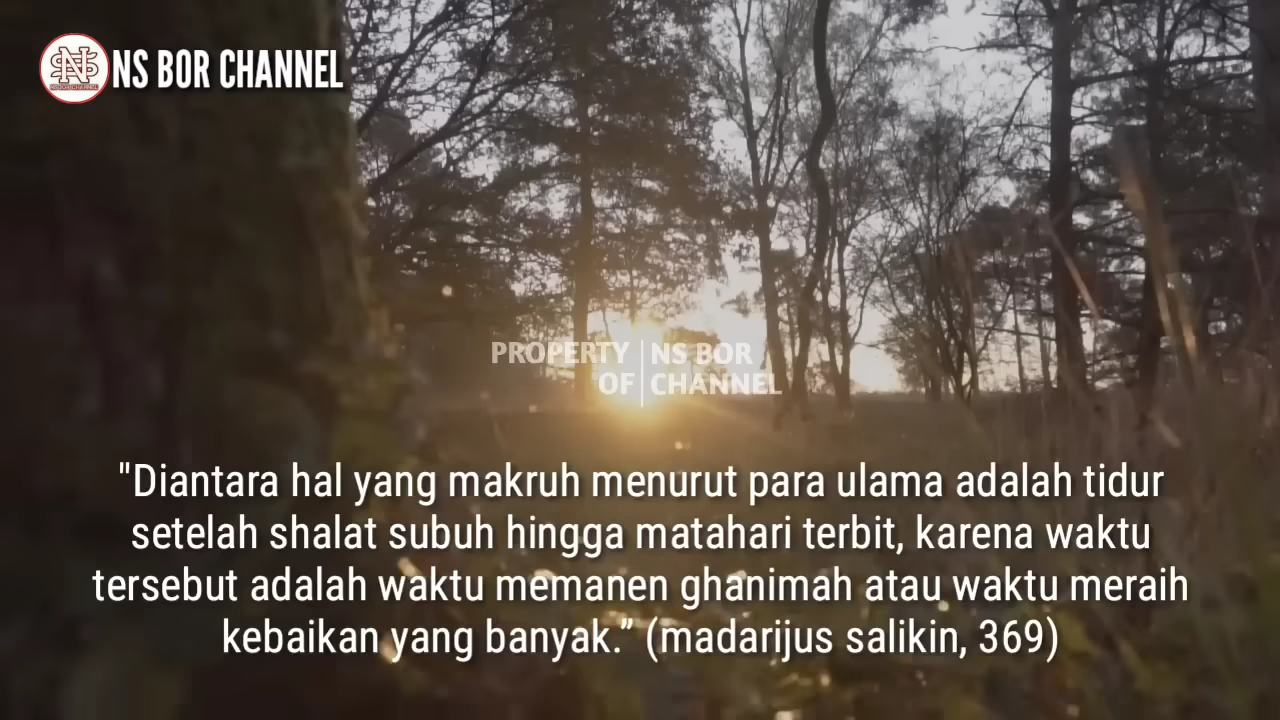 NS BOR CHANNEL
PROPERTY OF
NS BOR CHANNEL
"Diantara hal yang makruh menurut para ulama adalah tidur
setelah shalat subuh hingga matahari terbit, karena waktu
tersebut adalah waktu memanen ghanimah atau waktu meraih
kebaikan yang banyak.” (madarijus salikin, 369)